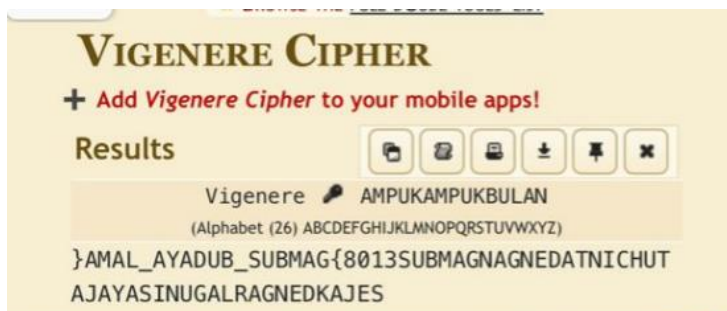 VIGENERE CIPHER
+ Add Vigenere Cipher to your mobile apps!
Results
Vigenere AMPUKAMPUKBULAN
(Alphabet (26) ABCDEFGHIJKLMNOPQRSTUVWXYZ)
}AMAL_AYADUB_SUBMAG{8013SUBMAGNAGNEDATNICHUT
AJAYASINUGALRAGNEDKAJES